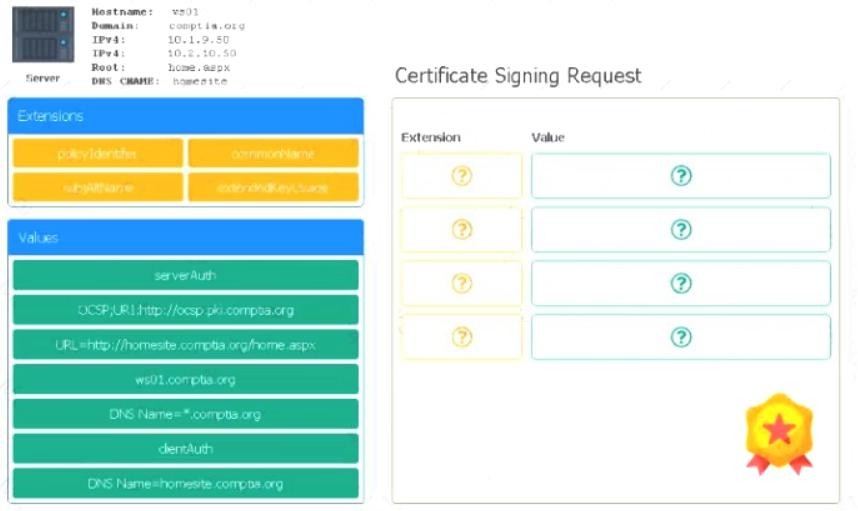 Hostname: ws01
Domain: comptia.org
IPv4: 10.1.9.50
IPv4: 10.2.10.50
Root: home.aspx
DNS CNAME: homesite
Server
Extensions
policyIdentifier commonName
subjAltName extendedKeyUsage
Values
serverAuth
OCSP;URI:http://ocsp.pki.comptia.org
URL=http://homesite.comptia.org/home.aspx
ws01.comptia.org
DNS Name=*.comptia.org
clientAuth
DNS Name=homesite.comptia.org
Certificate Signing Request
Extension Value
? ?
? ?
? ?
? ?